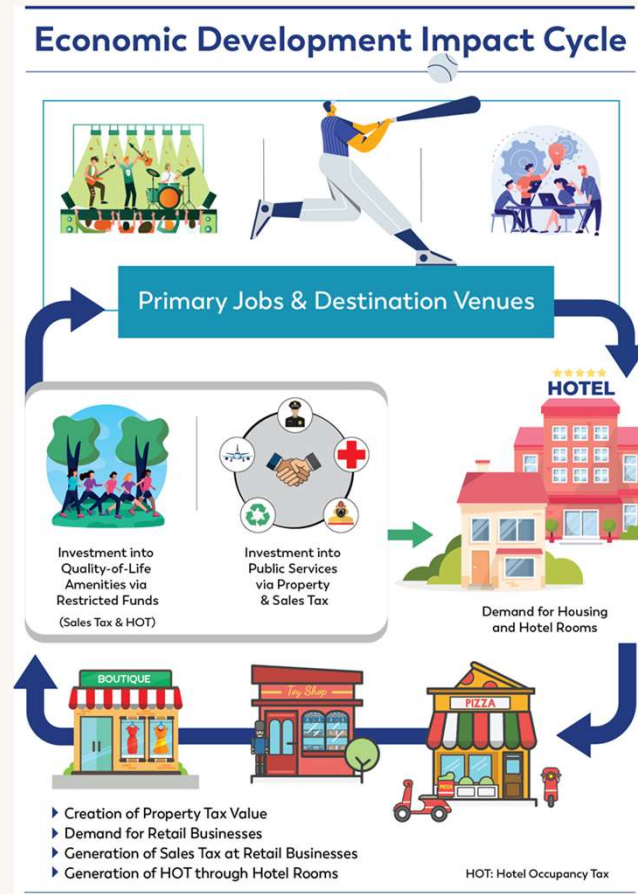 Economic Development Impact Cycle
Primary Jobs & Destination Venues
HOTEL
Investment into
Quality-of-Life
Amenities via
Restricted Funds
(Sales Tax & HOT)
Investment into
Public Services
via Property
& Sales Tax
Demand for Housing
and Hotel Rooms
BOUTIQUE
Toy Shop
PIZZA
Creation of Property Tax Value
Demand for Retail Businesses
Generation of Sales Tax at Retail Businesses
Generation of HOT through Hotel Rooms
HOT: Hotel Occupancy Tax